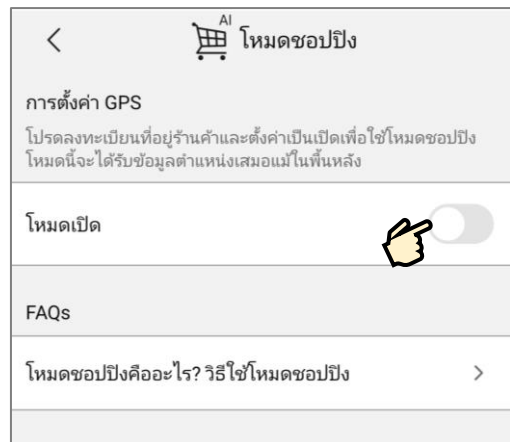 AI
โหมดชอปปิง
การตั้งค่า GPS
โปรดลงทะเบียนที่อยู่ร้านค้าและตั้งค่าเป็นเปิดเพื่อใช้โหมดชอปปิง
โหมดนี้จะได้รับข้อมูลตำแหน่งเสมอแม้ในพื้นหลัง
โหมดเปิด
FAQs
โหมดชอปปิงคืออะไร? วิธีใช้โหมดชอปปิง